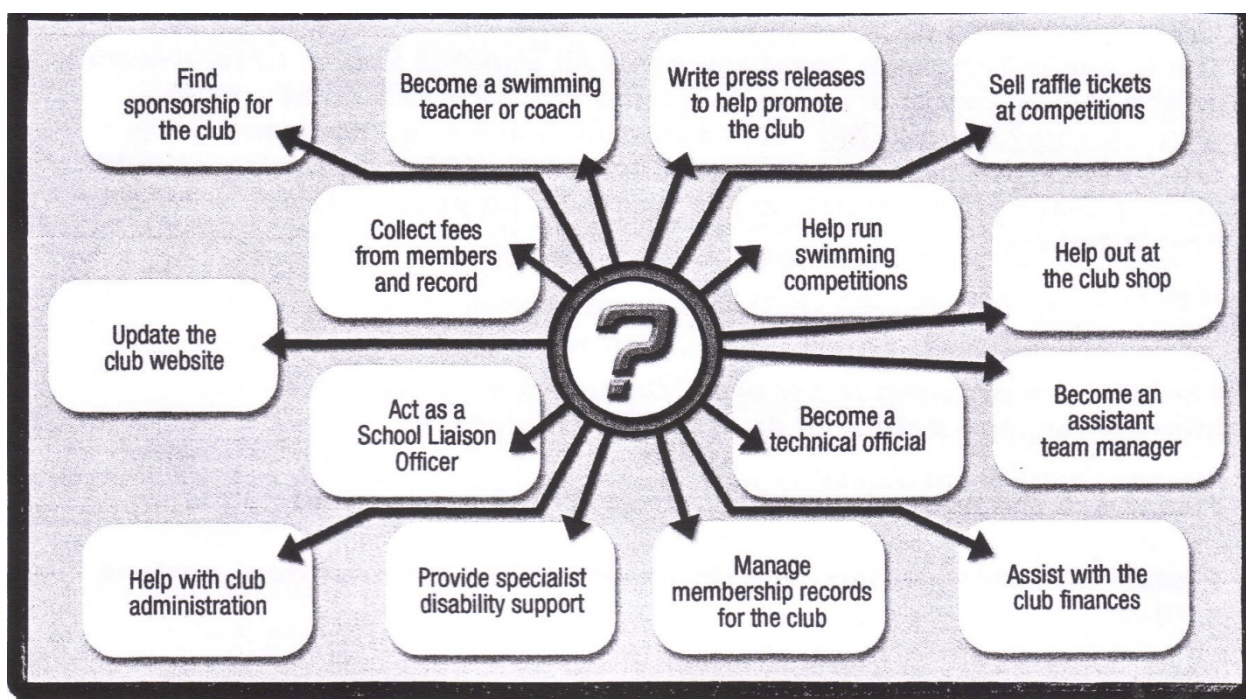 Find
sponsorship for
the club
Become a swimming
teacher or coach
Write press releases
to help promote
the club
Sell raffle tickets
at competitions
Collect fees
from members
and record
Help run
swimming
competitions
Help out at
the club shop
Update the
club website
?
Act as a
School Liaison
Officer
Become a
technical official
Become an
assistant
team manager
Help with club
administration
Provide specialist
disability support
Manage
membership records
for the club
Assist with the
club finances